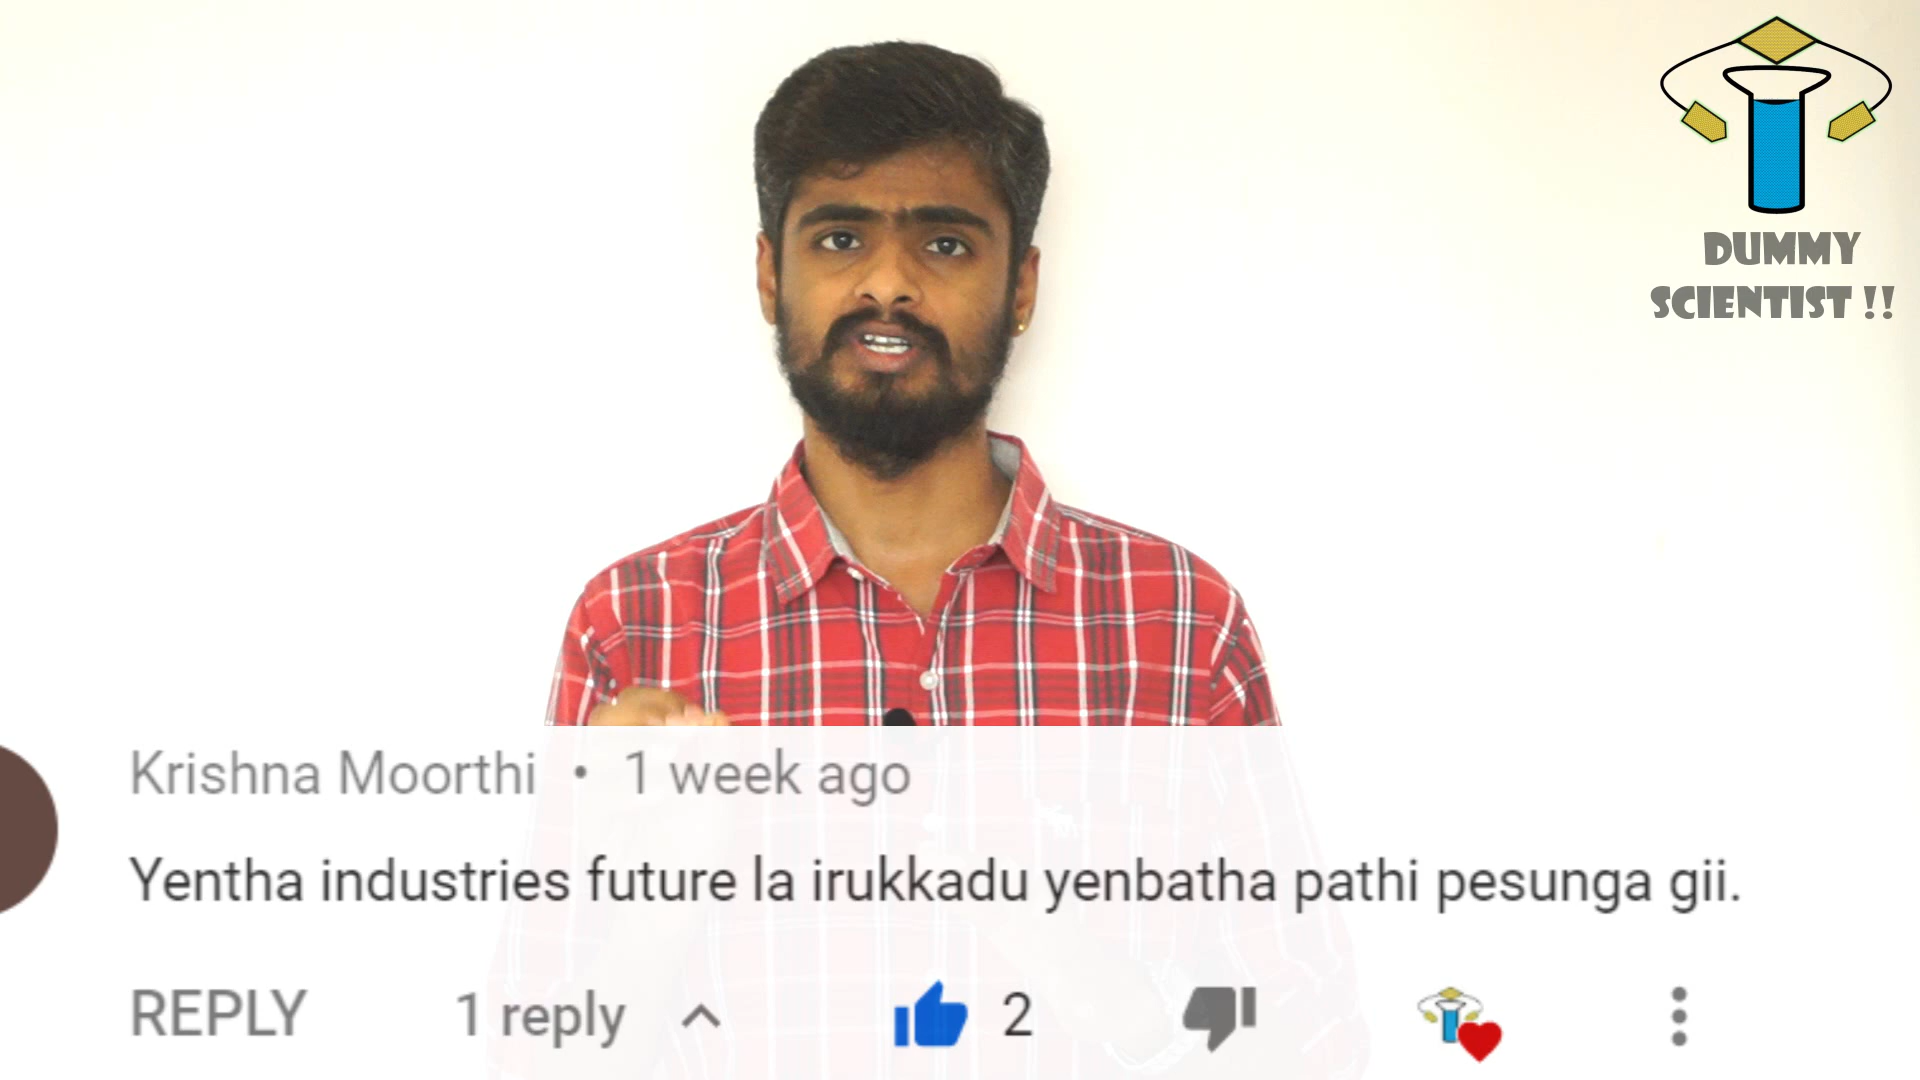 DUMMY
SCIENTIST !!
Krishna Moorthi • 1 week ago
Yentha industries future la irukkadu yenbatha pathi pesunga gii.
REPLY 1 reply 2